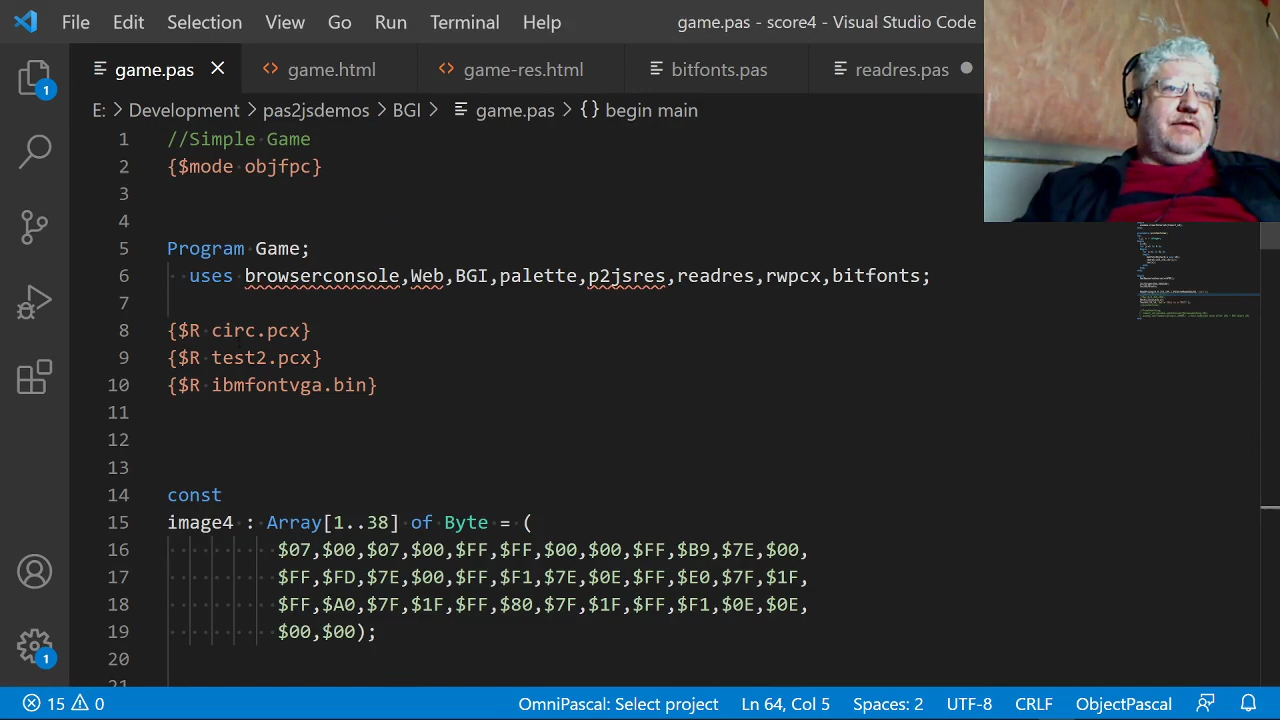 File Edit Selection View Go Run Terminal Help game.pas - score4 - Visual Studio Code
game.pas game.html game-res.html bitfonts.pas readres.pas
E: > Development > pas2jsdemos > BGI > game.pas > {} begin main
1 //Simple Game
2 {$mode objfpc}
3
4
5 Program Game;
6 uses browserconsole,Web,BGI,palette,p2jsres,readres,rwpcx,bitfonts;
7
8 {$R circ.pcx}
9 {$R test2.pcx}
10 {$R ibmfontvga.bin}
11
12
13
14 const
15 image4 : Array[1..38] of Byte = (
16 $07,$00,$07,$00,$FF,$FF,$00,$00,$FF,$B9,$7E,$00,
17 $FF,$FD,$7E,$00,$FF,$F1,$7E,$0E,$FF,$E0,$7F,$1F,
18 $FF,$A0,$7F,$1F,$FF,$80,$7F,$1F,$FF,$F1,$0E,$0E,
19 $00,$00);
20
21
1
1
15 0 OmniPascal: Select project Ln 64, Col 5 Spaces: 2 UTF-8 CRLF ObjectPascal